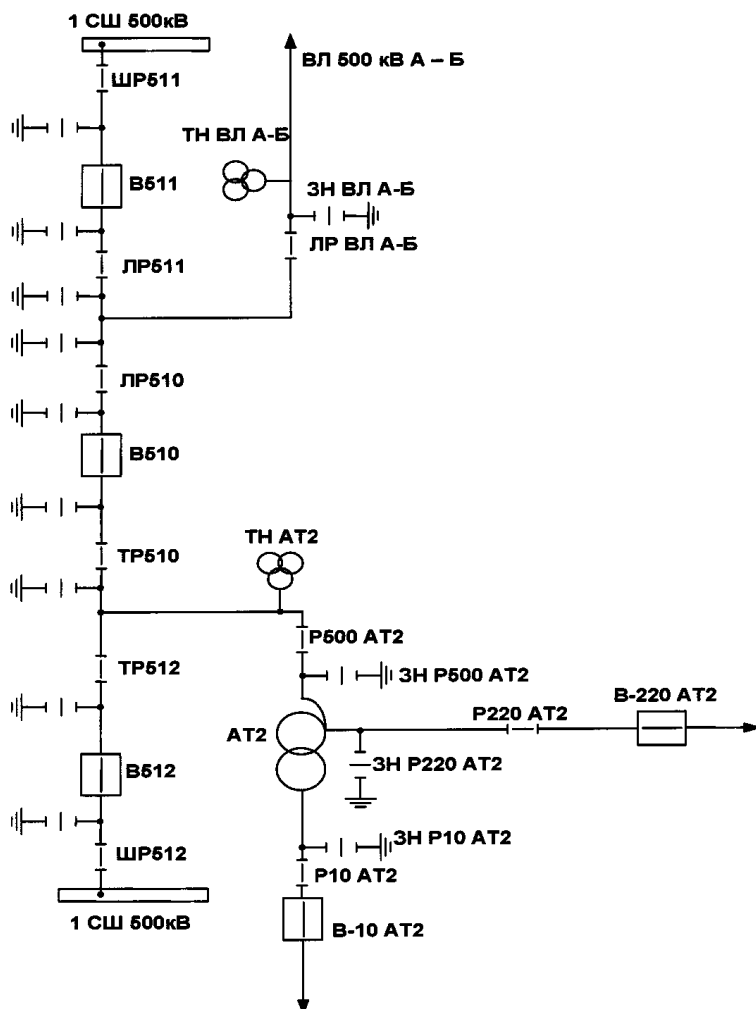 1 СШ 500кВ
ШР511
ВЛ 500 кВ А – Б
ТН ВЛ А-Б
В511
ЗН ВЛ А-Б
ЛР ВЛ А-Б
ЛР511
ЛР510
В510
ТН АТ2
ТР510
Р500 АТ2
ТР512
ЗН Р500 АТ2
В-220 АТ2
Р220 АТ2
АТ2
ЗН Р220 АТ2
В512
ЗН Р10 АТ2
ШР512
Р10 АТ2
1 СШ 500кВ
В-10 АТ2